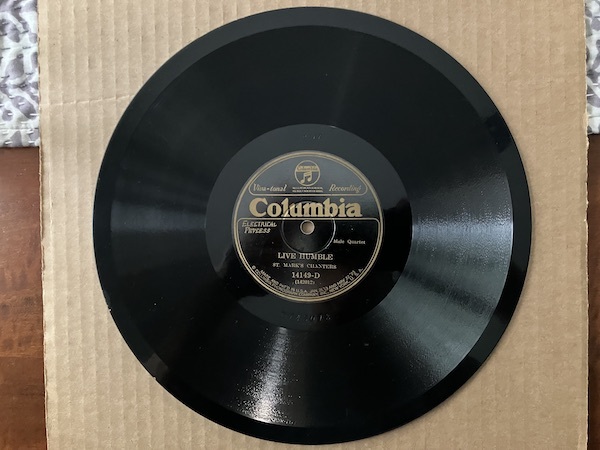 Viva-tonal Recording
Columbia
ELECTRICAL
PROCESS
Male Quartet
LIVE HUMBLE
ST. MARK'S CHANTERS
14149-D